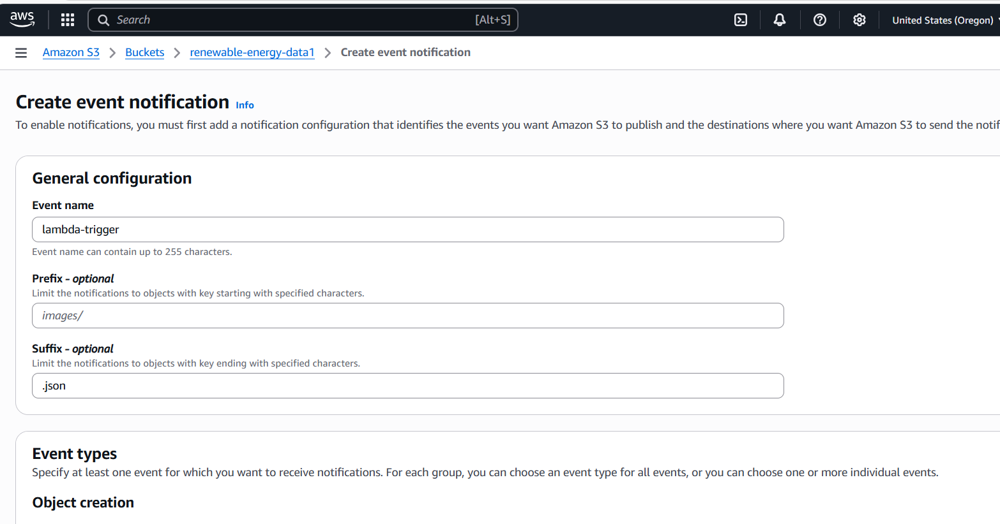 aws Search [Alt+S] United States (Oregon)
Amazon S3 > Buckets > renewable-energy-data1 > Create event notification
Create event notification Info
To enable notifications, you must first add a notification configuration that identifies the events you want Amazon S3 to publish and the destinations where you want Amazon S3 to send the notif
General configuration
Event name
lambda-trigger
Event name can contain up to 255 characters.
Prefix - optional
Limit the notifications to objects with key starting with specified characters.
images/
Suffix - optional
Limit the notifications to objects with key ending with specified characters.
.json
Event types
Specify at least one event for which you want to receive notifications. For each group, you can choose an event type for all events, or you can choose one or more individual events.
Object creation